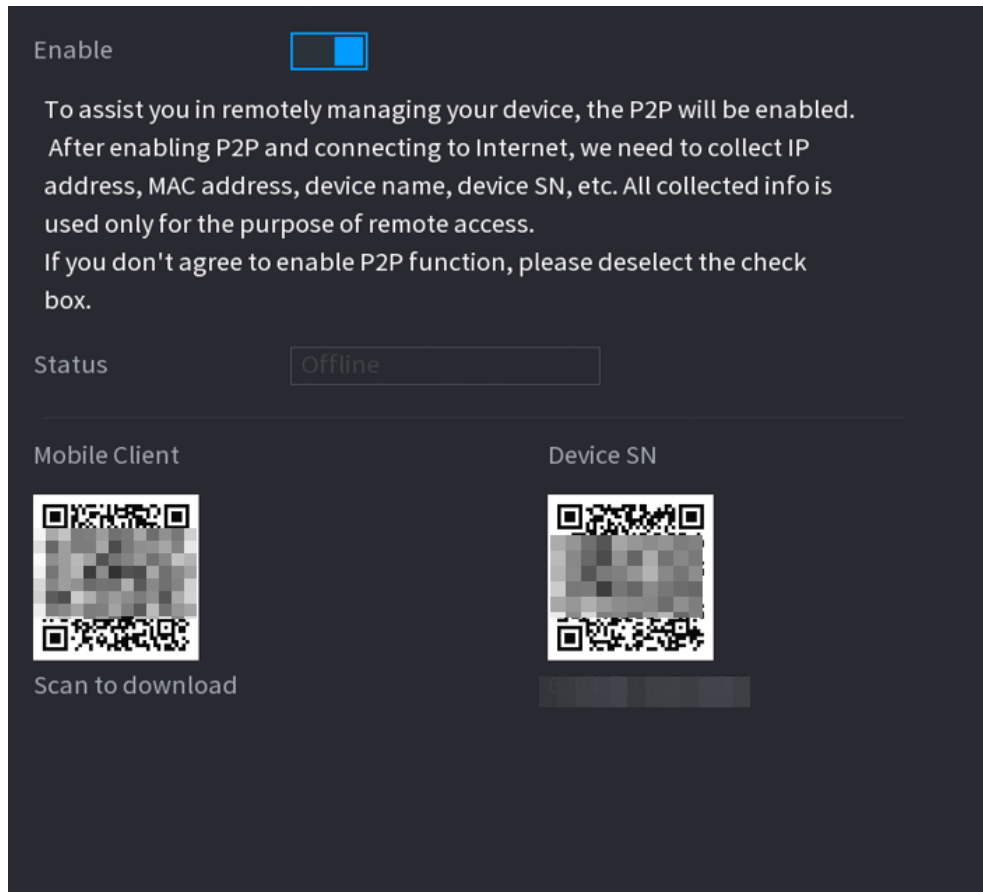 Enable
To assist you in remotely managing your device, the P2P will be enabled.
After enabling P2P and connecting to Internet, we need to collect IP
address, MAC address, device name, device SN, etc. All collected info is
used only for the purpose of remote access.
If you don't agree to enable P2P function, please deselect the check
box.
Status Offline
Mobile Client Device SN
Scan to download